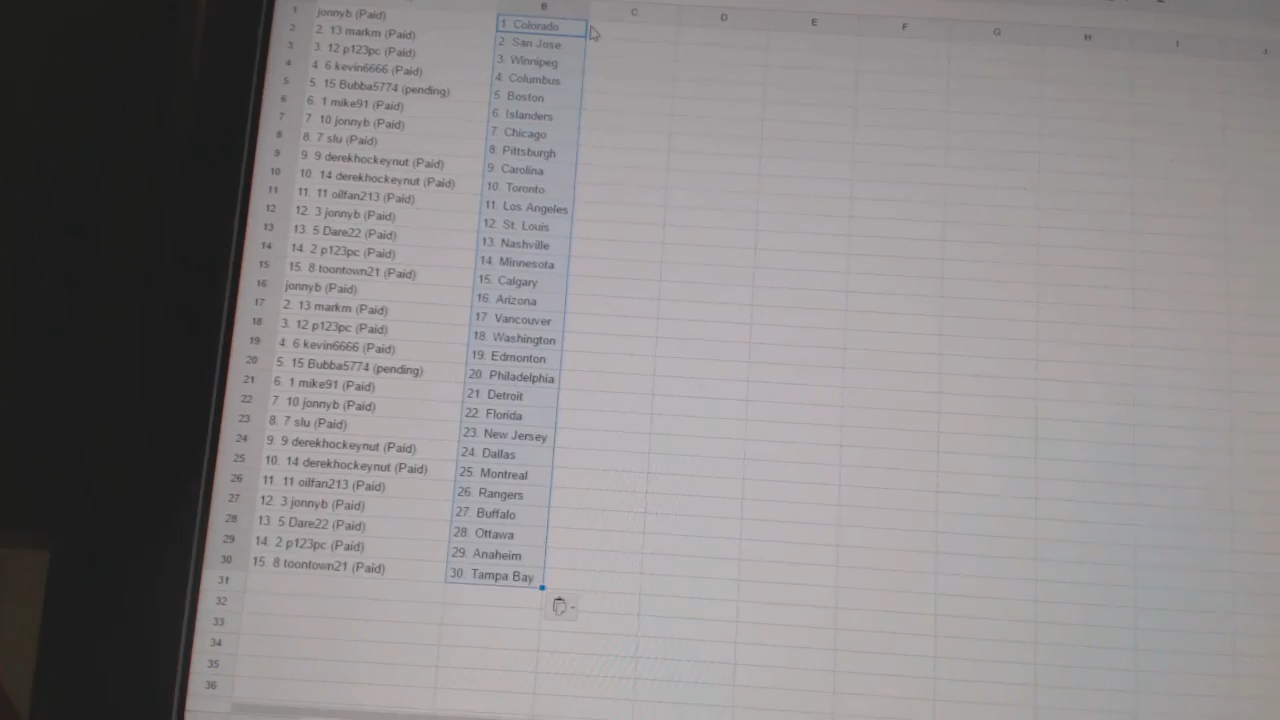 B C D E F G H I J
1 jonnyb (Paid) 1 Colorado
2 2. 13 markm (Paid) 2 San Jose
3 3. 12 p123pc (Paid) 3. Winnipeg
4 4. 6 kevin6666 (Paid) 4 Columbus
5 5. 15 Bubba5774 (pending) 5 Boston
6 6. 1 mike91 (Paid) 6. Islanders
7 7 10 jonnyb (Paid) 7 Chicago
8 8. 7 slu (Paid) 8 Pittsburgh
9 9. 9 derekhockeynut (Paid) 9 Carolina
10 10. 14 derekhockeynut (Paid) 10 Toronto
11 11. 11 oilfan213 (Paid) 11 Los Angeles
12 12. 3 jonnyb (Paid) 12 St. Louis
13 13. 5 Dare22 (Paid) 13 Nashville
14 14. 2 p123pc (Paid) 14 Minnesota
15 15. 8 toontown21 (Paid) 15. Calgary
16 jonnyb (Paid) 16 Arizona
17 2. 13 markm (Paid) 17 Vancouver
18 3. 12 p123pc (Paid) 18. Washington
19 4. 6 kevin6666 (Paid) 19. Edmonton
20 5. 15 Bubba5774 (pending) 20 Philadelphia
21 6. 1 mike91 (Paid) 21 Detroit
22 7. 10 jonnyb (Paid) 22 Florida
23 8. 7 slu (Paid) 23. New Jersey
24 9. 9 derekhockeynut (Paid) 24. Dallas
25 10. 14 derekhockeynut (Paid) 25 Montreal
26 11. 11 oilfan213 (Paid) 26. Rangers
27 12. 3 jonnyb (Paid) 27. Buffalo
28 13. 5 Dare22 (Paid) 28. Ottawa
29 14. 2 p123pc (Paid) 29. Anaheim
30 15. 8 toontown21 (Paid) 30. Tampa Bay
31
32
33
34
35
36